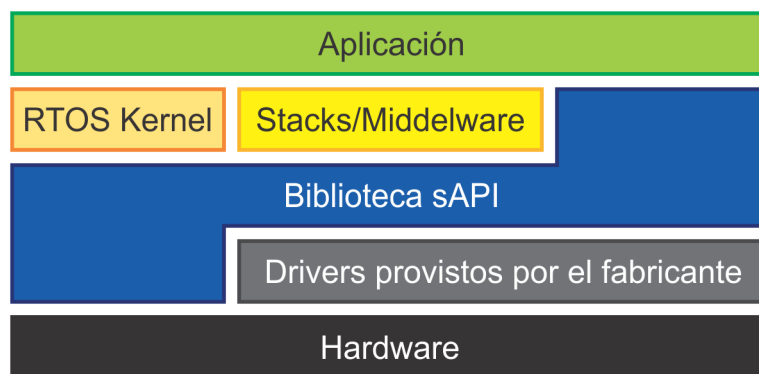 Aplicación
RTOS Kernel
Stacks/Middelware
Biblioteca sAPI
Drivers provistos por el fabricante
Hardware